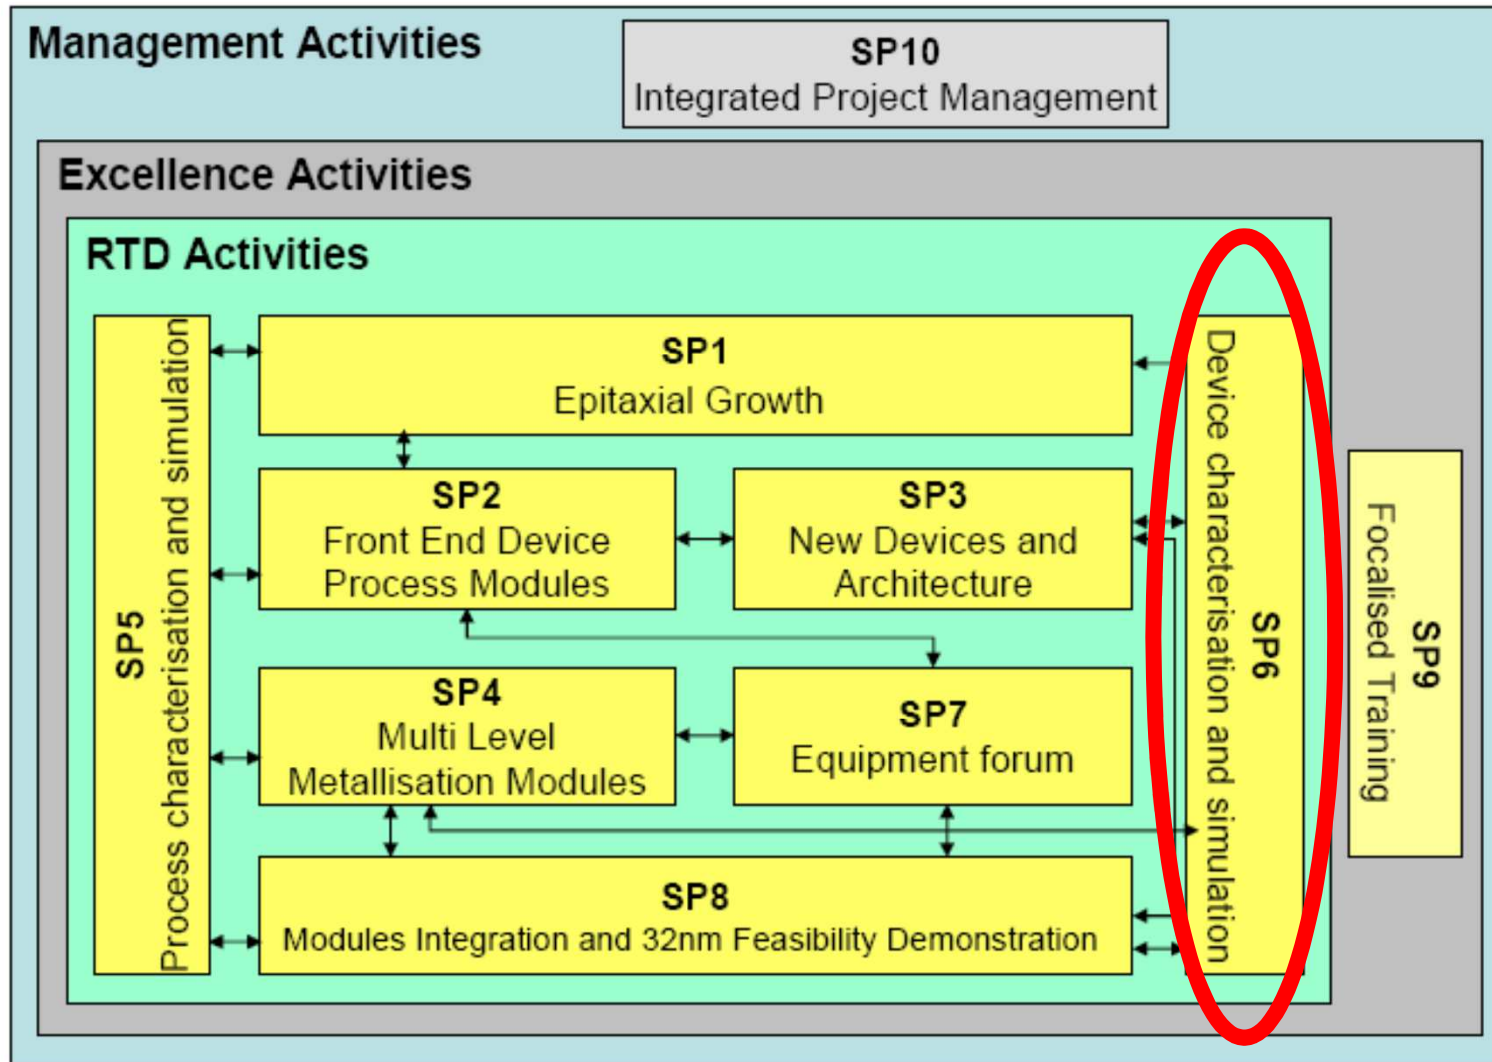 Management Activities
SP10
Integrated Project Management
Excellence Activities
RTD Activities
SP5
Process characterisation and simulation
SP1
Epitaxial Growth
SP2
Front End Device
Process Modules
SP3
New Devices and
Architecture
SP4
Multi Level
Metallisation Modules
SP7
Equipment forum
SP8
Modules Integration and 32nm Feasibility Demonstration
SP6
Device characterisation and simulation
SP9
Focalised Training